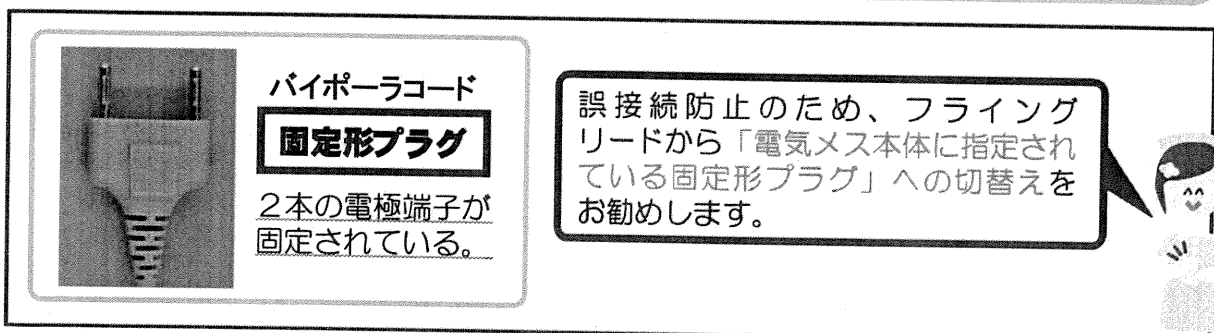 バイポーラコード
固定形プラグ
2本の電極端子が
固定されている。
誤接続防止のため、フライング
リードから「電気メス本体に指定され
ている固定形プラグ」への切替えを
お勧めします。